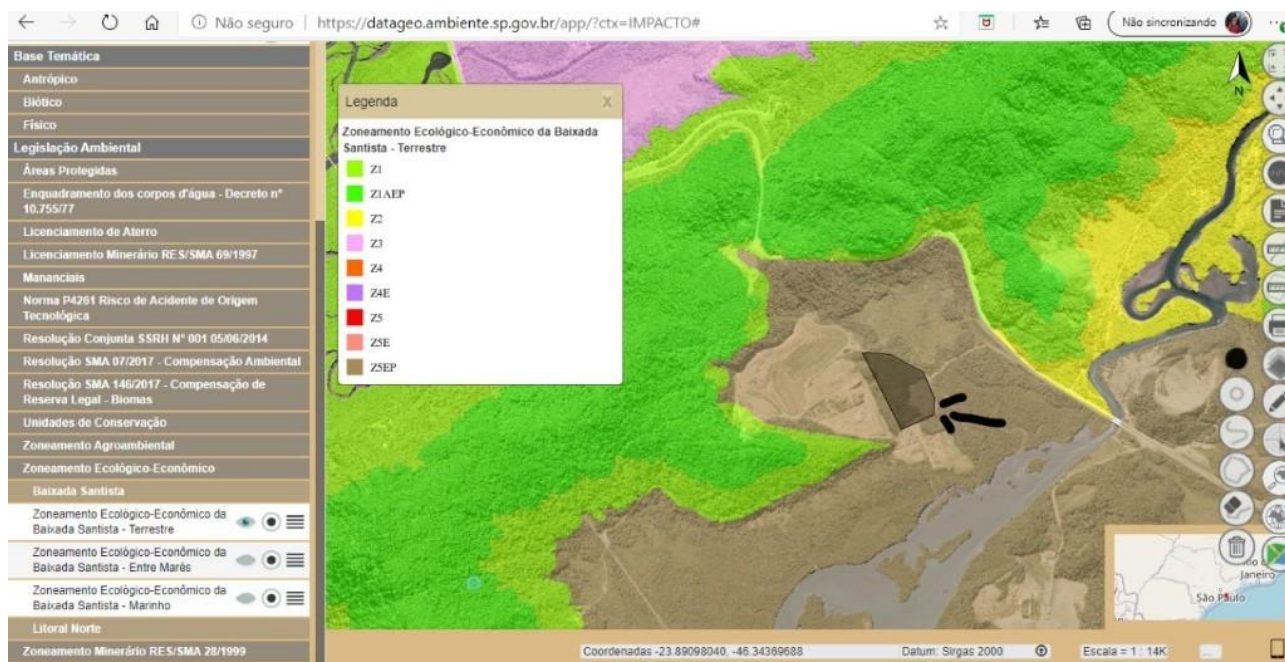 Não seguro
https://datageo.ambiente.sp.gov.br/app/?ctx=IMPACTO#
Não sincronizando
Base Temática
Antrópico
Biótico
Físico
Legislação Ambiental
Áreas Protegidas
Enquadramento dos corpos d'água - Decreto nº
10.755/77
Licenciamento de Aterro
Licenciamento Minerário RES/SMA 69/1997
Mananciais
Norma P4261 Risco de Acidente de Origem
Tecnológica
Resolução Conjunta SSRH Nº 001 05/06/2014
Resolução SMA 07/2017 - Compensação Ambiental
Resolução SMA 146/2017 - Compensação de
Reserva Legal - Biomas
Unidades de Conservação
Zoneamento Agroambiental
Zoneamento Ecológico-Econômico
Baixada Santista
Zoneamento Ecológico-Econômico da
Baixada Santista - Terrestre
Zoneamento Ecológico-Econômico da
Baixada Santista - Entre Marés
Zoneamento Ecológico-Econômico da
Baixada Santista - Marinho
Litoral Norte
Zoneamento Minerário RES/SMA 28/1999
Legenda
X
Zoneamento Ecológico-Econômico da Baixada
Santista - Terrestre
Z1
Z1AEP
Z2
Z3
Z4
Z4E
Z5
Z5E
Z5EP
N
Janeiro
São Paulo
Coordenadas -23.89098040, -46.34369688
Datum: Sirgas 2000
Escala = 1 : 14K